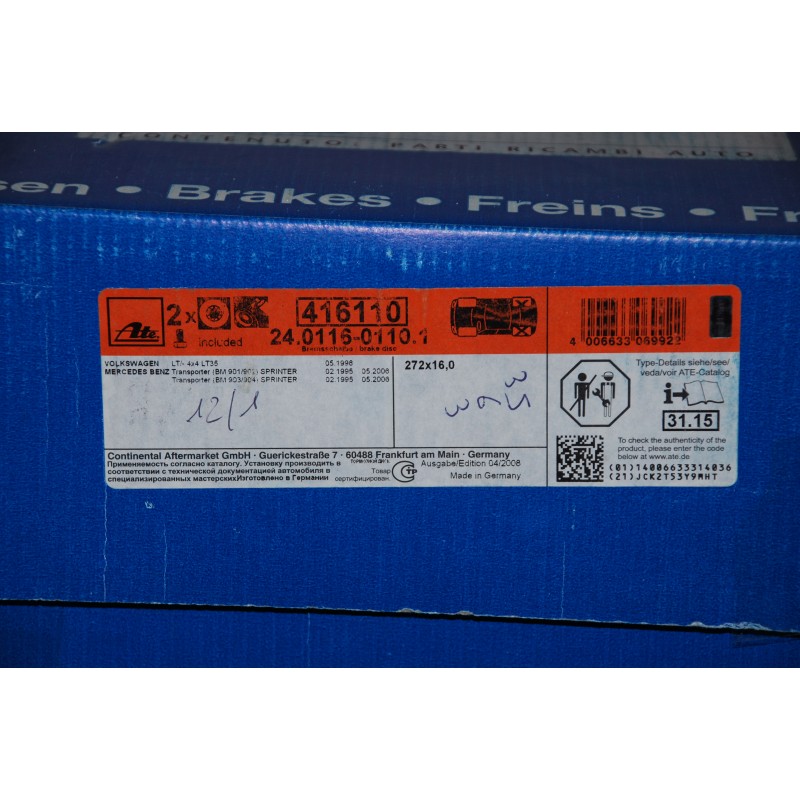 CONTENUTO: PARTI RICAMBI AUTO
sen • Brakes • Freins • Fr
Ate 2x included
416110
24.0116-0110.1
Bremsscheibe / brake disc
4 006633 069922
VOLKSWAGEN LT/- 4x4 LT35 05.1996
MERCEDES BENZ Transporter (BM 901/902) SPRINTER 02.1995 05.2006
Transporter (BM 903/904) SPRINTER 02.1995 05.2006
272x16,0
12/1
Type-Details siehe/see/
veda/voir ATE-Catalog
i
31.15
To check the authenticity of the
product, please enter the code
below at www.ate.de
(01)14006633314036
(21)JCK2T53Y9MHT
Continental Aftermarket GmbH · Guerickestraße 7 · 60488 Frankfurt am Main · Germany
Применяемость согласно каталогу. Установку производить в
соответствии с технической документацией автомобиля в
специализированных мастерских Изготовлено в Германии
Товар
сертифицирован.
Ausgabe/Edition 04/2008
Made in Germany